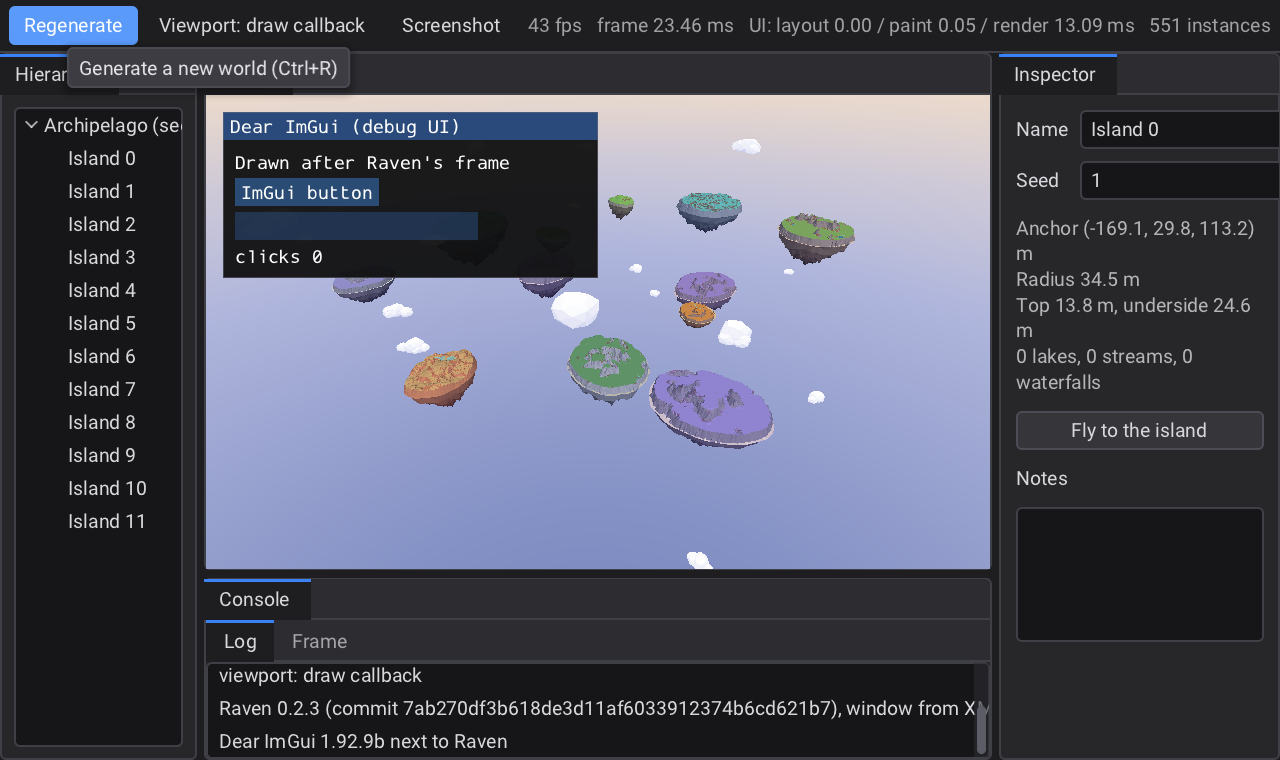 Regenerate Viewport: draw callback Screenshot 43 fps frame 23.46 ms UI: layout 0.00 / paint 0.05 / render 13.09 ms 551 instances
Generate a new world (Ctrl+R)
Hierar
Inspector
Archipelago (se
Island 0
Island 1
Island 2
Island 3
Island 4
Island 5
Island 6
Island 7
Island 8
Island 9
Island 10
Island 11
Dear ImGui (debug UI)
Drawn after Raven's frame
ImGui button
clicks 0
Name Island 0
Seed 1
Anchor (-169.1, 29.8, 113.2)
m
Radius 34.5 m
Top 13.8 m, underside 24.6
m
0 lakes, 0 streams, 0
waterfalls
Fly to the island
Notes
Console
Log Frame
viewport: draw callback
Raven 0.2.3 (commit 7ab270df3b618de3d11af6033912374b6cd621b7), window from X
Dear ImGui 1.92.9b next to Raven